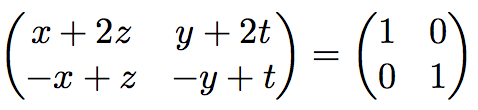 ( x + 2z   y + 2t ) = ( 1   0 )
( −x + z   −y + t )   ( 0   1 )